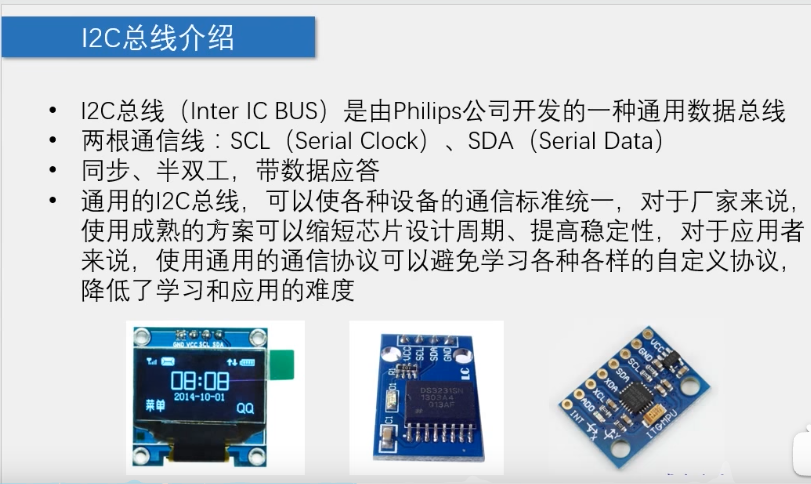 I2C总线介绍
• I2C总线（Inter IC BUS）是由Philips公司开发的一种通用数据总线
• 两根通信线：SCL（Serial Clock）、SDA（Serial Data）
• 同步、半双工，带数据应答
• 通用的I2C总线，可以使各种设备的通信标准统一，对于厂家来说，
使用成熟的方案可以缩短芯片设计周期、提高稳定性，对于应用者
来说，使用通用的通信协议可以避免学习各种各样的自定义协议，
降低了学习和应用的难度
GND VCC SCL SDA
08:08
2014-10-01
菜单 QQ
VCC
SCL
SDA
GND
DS3231SN
VCC
GND
SCL
SDA
XDA
XCL
ADO
INT
ITG/MPU